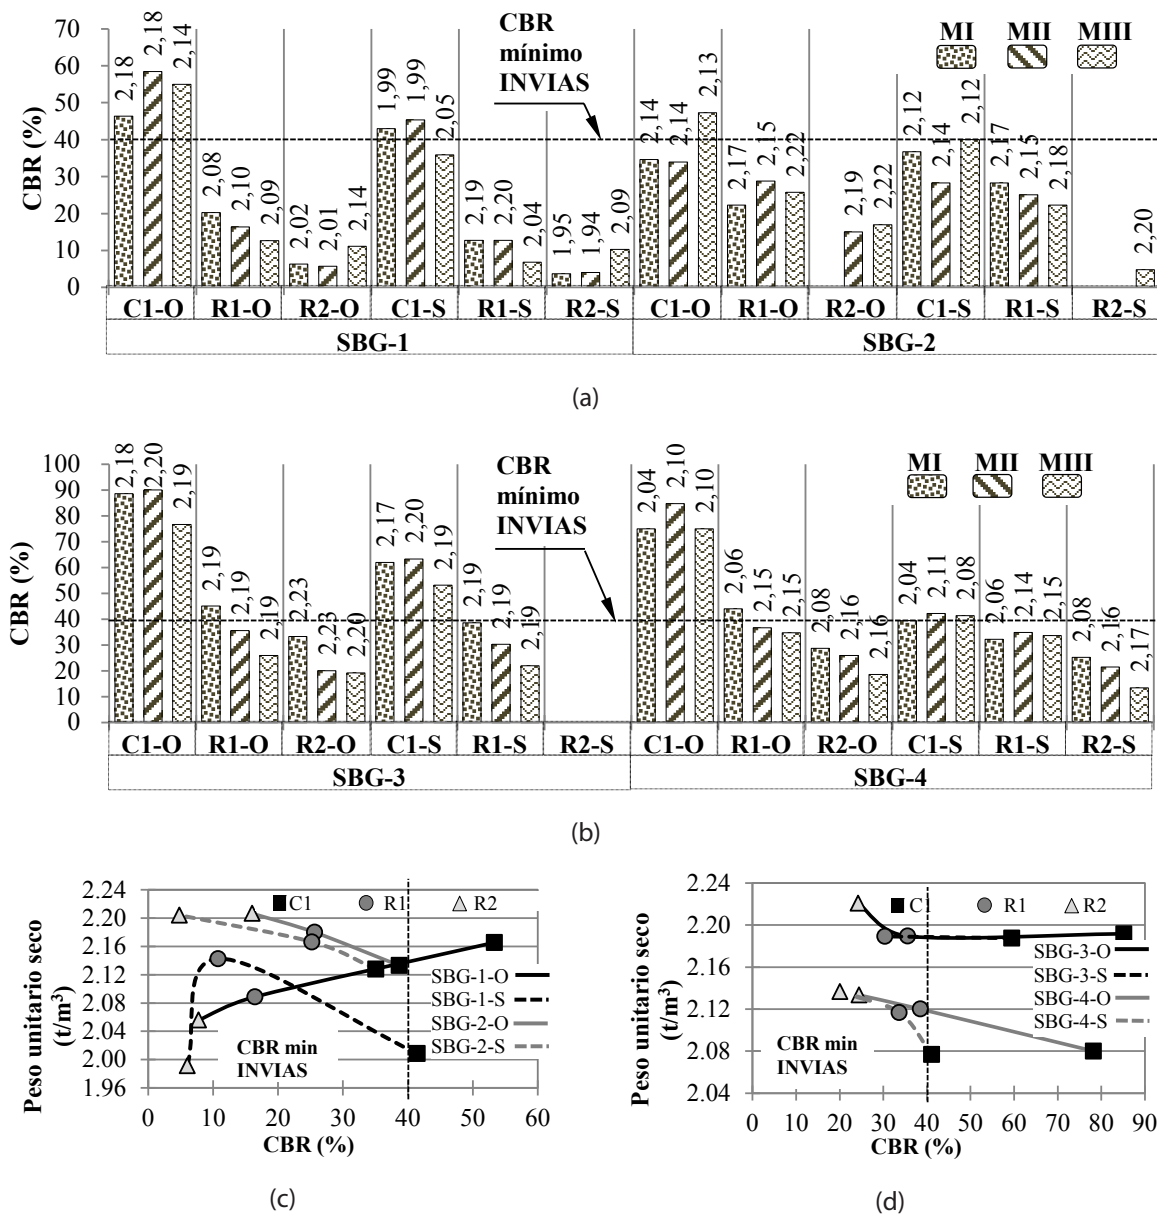 CBR (%)
70
60
50
40
30
20
10
0
CBR
mínimo
INVIAS
MI MII MIII
2,18 2,18 2,14
2,08 2,10 2,09
2,02 2,01 2,14
1,99 1,99 2,05
2,19 2,20 2,04
1,95 1,94 2,09
2,14 2,14 2,13
2,17 2,15 2,22
2,19 2,22
2,12 2,14 2,12
2,17 2,15 2,18
2,20
C1-O R1-O R2-O C1-S R1-S R2-S C1-O R1-O R2-O C1-S R1-S R2-S
SBG-1 SBG-2
(a)
CBR (%)
100
90
80
70
60
50
40
30
20
10
0
CBR
mínimo
INVIAS
MI MII MIII
2,18 2,20 2,19
2,19 2,19 2,19
2,23 2,23 2,20
2,17 2,20 2,19
2,19 2,19 2,19
2,04 2,10 2,10
2,06 2,15 2,15
2,08 2,16 2,16
2,04 2,11 2,08
2,06 2,14 2,15
2,08 2,16 2,17
C1-O R1-O R2-O C1-S R1-S R2-S C1-O R1-O R2-O C1-S R1-S R2-S
SBG-3 SBG-4
(b)
Peso unitario seco
(t/m³)
2.24
2.20
2.16
2.12
2.08
2.04
2.00
1.96
C1 R1 R2
SBG-1-O
SBG-1-S
SBG-2-O
SBG-2-S
CBR min
INVIAS
0 10 20 30 40 50 60
CBR (%)
(c)
Peso unitario seco
(t/m³)
2.24
2.20
2.16
2.12
2.08
2.04
C1 R1 R2
SBG-3-O
SBG-3-S
SBG-4-O
SBG-4-S
CBR min
INVIAS
0 10 20 30 40 50 60 70 80 90
CBR (%)
(d)